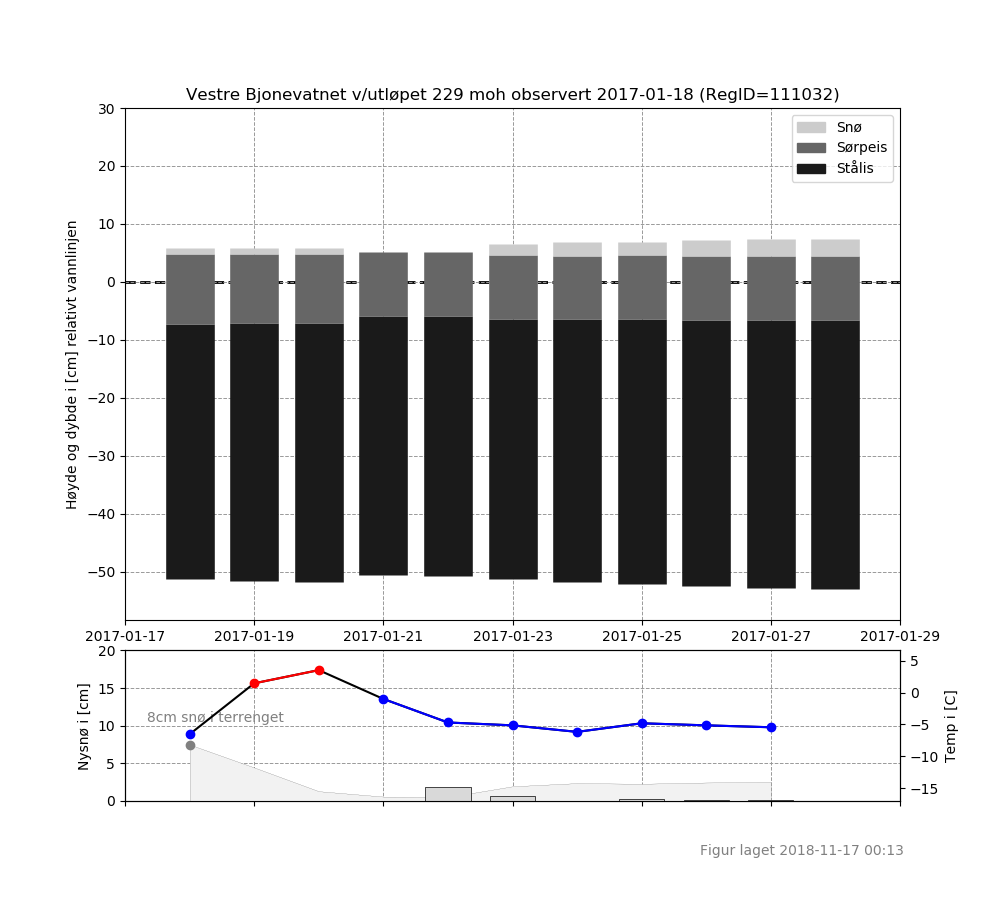 Vestre Bjonevatnet v/utløpet 229 moh observert 2017-01-18 (RegID=111032)
Høyde og dybde i [cm] relativt vannlinjen
30
20
10
0
−10
−20
−30
−40
−50
Snø
Sørpeis
Stålis
2017-01-17 2017-01-19 2017-01-21 2017-01-23 2017-01-25 2017-01-27 2017-01-29
Nysnø i [cm]
20
15
10
5
0
8cm snø i terrenget
5
0
−5
−10
−15
Temp i [C]
Figur laget 2018-11-17 00:13